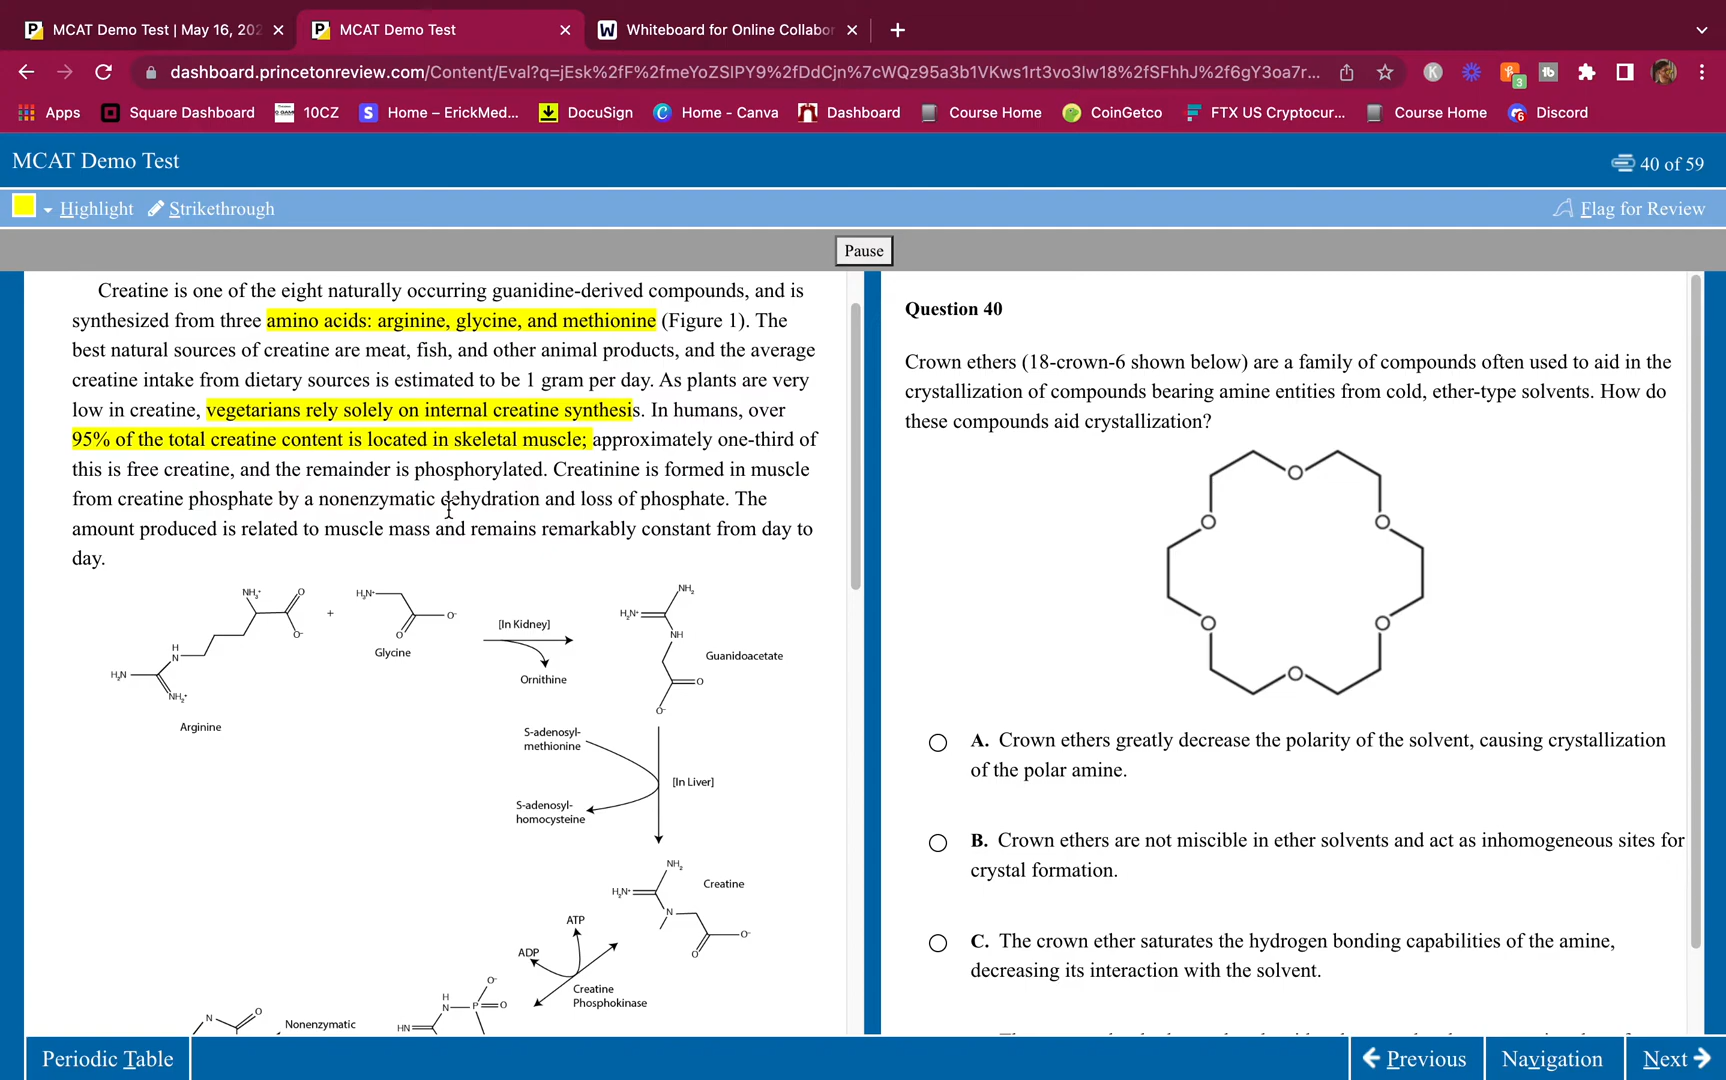 MCAT Demo Test | May 16, 202
MCAT Demo Test
Whiteboard for Online Collabor
dashboard.princetonreview.com/Content/Eval?q=jEsk%2fF%2fmeYoZSIPY9%2fDdCjn%7cWQz95a3b1VKws1rt3vo3lw18%2fSFhhJ%2f6gY3oa7r...
Apps
Square Dashboard
10CZ
Home – ErickMed...
DocuSign
Home - Canva
Dashboard
Course Home
CoinGetco
FTX US Cryptocur...
Course Home
Discord
MCAT Demo Test
40 of 59
Highlight
Strikethrough
Flag for Review
Pause
Creatine is one of the eight naturally occurring guanidine-derived compounds, and is
synthesized from three amino acids: arginine, glycine, and methionine (Figure 1). The
best natural sources of creatine are meat, fish, and other animal products, and the average
creatine intake from dietary sources is estimated to be 1 gram per day. As plants are very
low in creatine, vegetarians rely solely on internal creatine synthesis. In humans, over
95% of the total creatine content is located in skeletal muscle; approximately one-third of
this is free creatine, and the remainder is phosphorylated. Creatinine is formed in muscle
from creatine phosphate by a nonenzymatic dehydration and loss of phosphate. The
amount produced is related to muscle mass and remains remarkably constant from day to
day.
NH₃⁺
O
O⁻
H
N
H₂N
NH₂⁺
Arginine
+
H₃N⁺
O⁻
O
Glycine
[In Kidney]
Ornithine
NH₂
H₂N⁺
NH
O
O⁻
Guanidoacetate
S-adenosyl-
methionine
[In Liver]
S-adenosyl-
homocysteine
NH₂
H₂N⁺
N
O⁻
O
Creatine
ATP
ADP
Creatine
Phosphokinase
O⁻
H
N
P
O
HN
N
O
Nonenzymatic
Question 40
Crown ethers (18-crown-6 shown below) are a family of compounds often used to aid in the
crystallization of compounds bearing amine entities from cold, ether-type solvents. How do
these compounds aid crystallization?
O
O
O
O
O
O
A. Crown ethers greatly decrease the polarity of the solvent, causing crystallization
of the polar amine.
B. Crown ethers are not miscible in ether solvents and act as inhomogeneous sites for
crystal formation.
C. The crown ether saturates the hydrogen bonding capabilities of the amine,
decreasing its interaction with the solvent.
Periodic Table
Previous
Navigation
Next